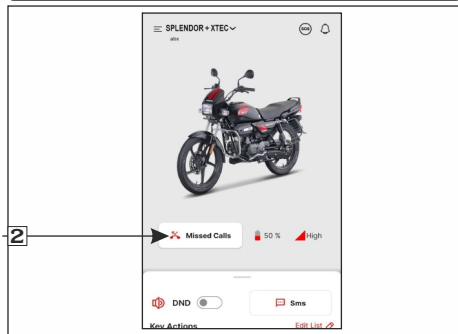 SPLENDOR + XTEC
SOS
abx
2
Missed Calls
50 %
High
DND
Sms
Key Actions
Edit List